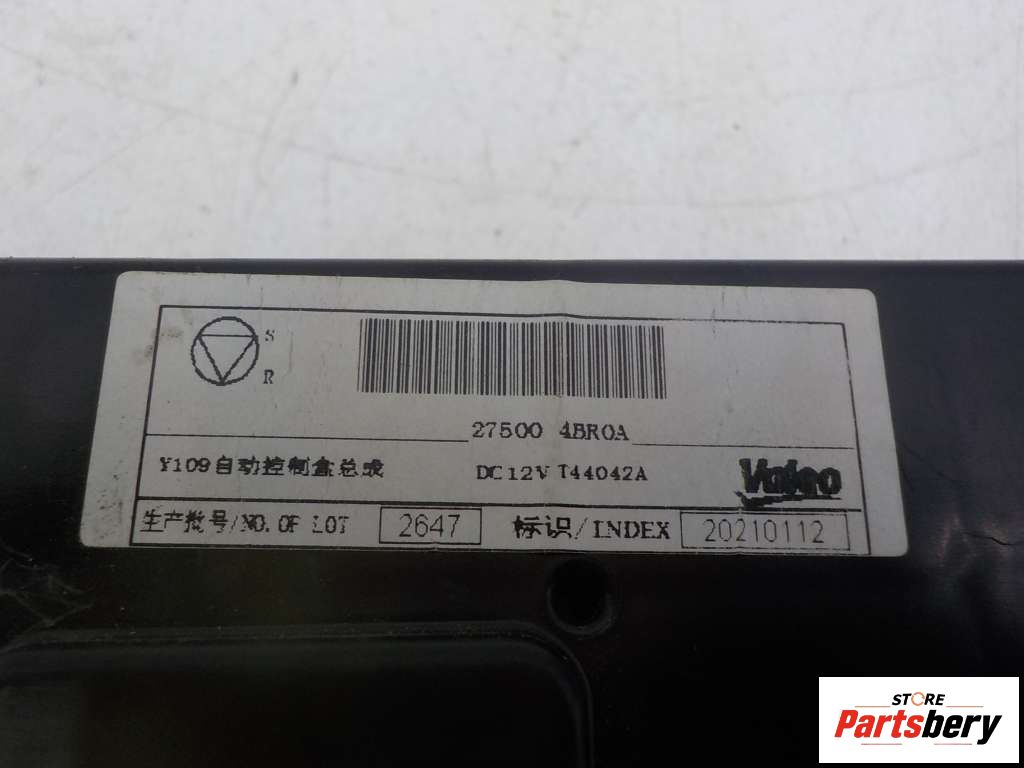 S
R
27500 4BR0A
Y109自动控制盒总成 DC12V T44042A Valeo
生产批号/NO.OF LOT 2647 标识/INDEX 20210112
STORE
Partsbery